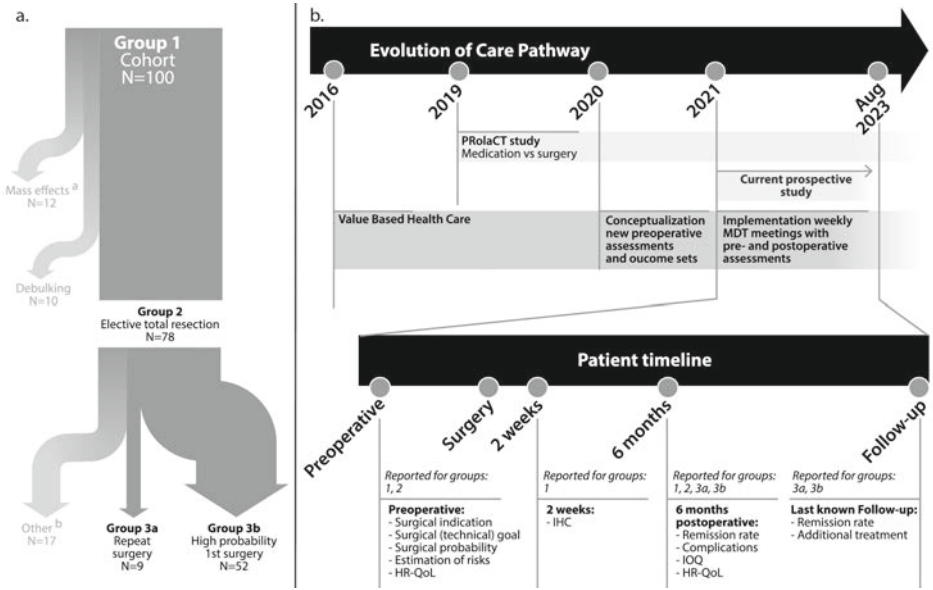 a.
Group 1
Cohort
N=100
Mass effects a
N=12
Debulking
N=10
Group 2
Elective total resection
N=78
Other b
N=17
Group 3a
Repeat
surgery
N=9
Group 3b
High probability
1st surgery
N=52
b.
Evolution of Care Pathway
2016
2019
2020
2021
Aug
2023
PRolaCT study
Medication vs surgery
Current prospective
study
Value Based Health Care
Conceptualization
new preoperative
assessments
and oucome sets
Implementation weekly
MDT meetings with
pre- and postoperative
assessments
Patient timeline
Preoperative
Surgery
2 weeks
6 months
Follow-up
Reported for groups:
1, 2
Preoperative:
- Surgical indication
- Surgical (technical) goal
- Surgical probability
- Estimation of risks
- HR-QoL
Reported for groups:
1
2 weeks:
- IHC
Reported for groups:
1, 2, 3a, 3b
6 months
postoperative:
- Remission rate
- Complications
- IOQ
- HR-QoL
Reported for groups:
3a, 3b
Last known Follow-up:
- Remission rate
- Additional treatment